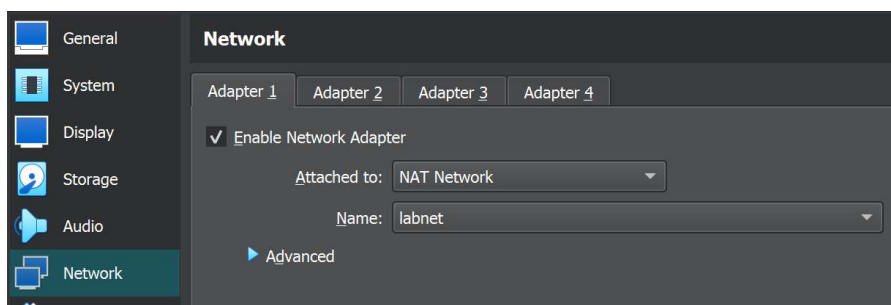 General
System
Display
Storage
Audio
Network
Network
Adapter 1 Adapter 2 Adapter 3 Adapter 4
Enable Network Adapter
Attached to: NAT Network
Name: labnet
Advanced